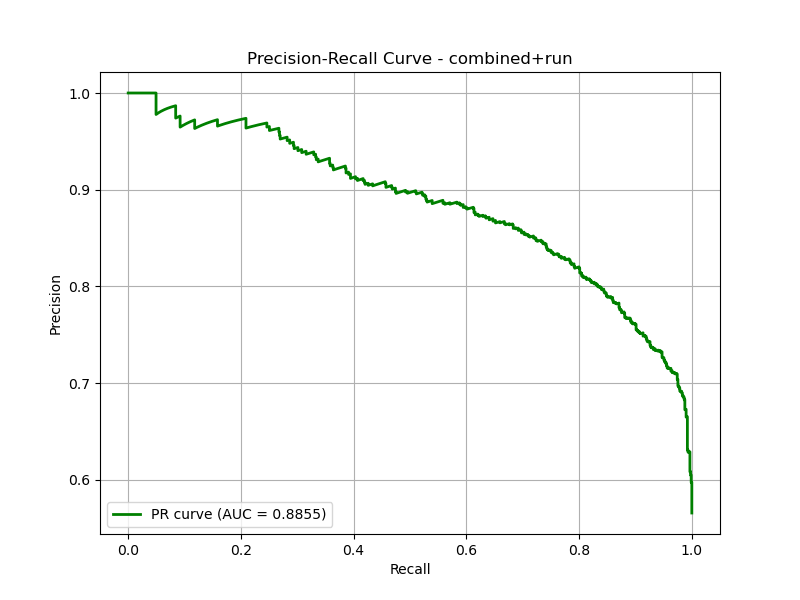 Precision-Recall Curve - combined+run
1.0
0.9
0.8
0.7
0.6
Precision
PR curve (AUC = 0.8855)
0.0 0.2 0.4 0.6 0.8 1.0
Recall